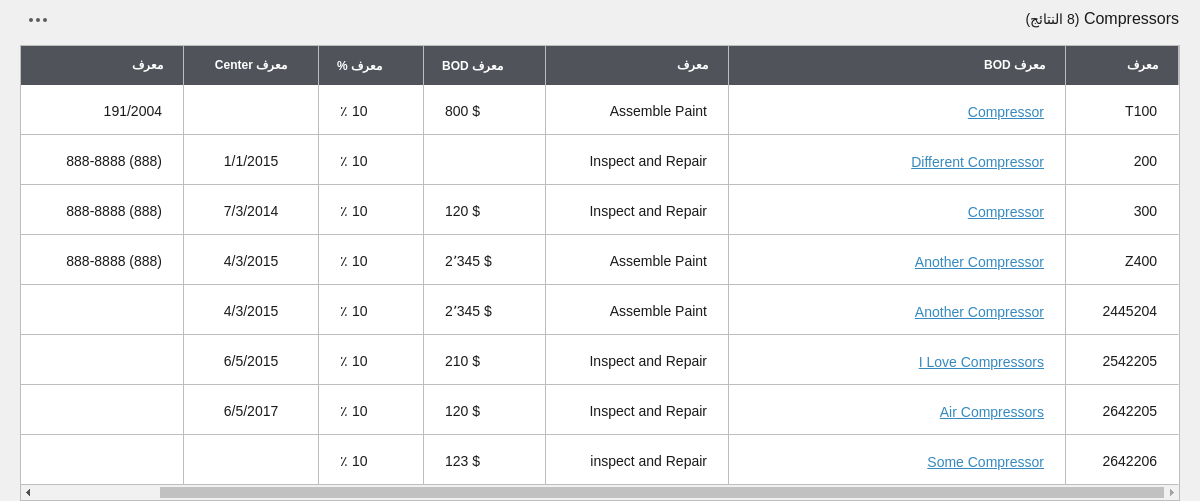 Compressors (8 النتائج)
معرف معرف BOD معرف معرف BOD معرف % معرف Center معرف
T100 Compressor Assemble Paint 800 $ ٪ 10 191/2004
200 Different Compressor Inspect and Repair ٪ 10 1/1/2015 888-8888 (888)
300 Compressor Inspect and Repair 120 $ ٪ 10 7/3/2014 888-8888 (888)
Z400 Another Compressor Assemble Paint 2٬345 $ ٪ 10 4/3/2015 888-8888 (888)
2445204 Another Compressor Assemble Paint 2٬345 $ ٪ 10 4/3/2015
2542205 I Love Compressors Inspect and Repair 210 $ ٪ 10 6/5/2015
2642205 Air Compressors Inspect and Repair 120 $ ٪ 10 6/5/2017
2642206 Some Compressor inspect and Repair 123 $ ٪ 10